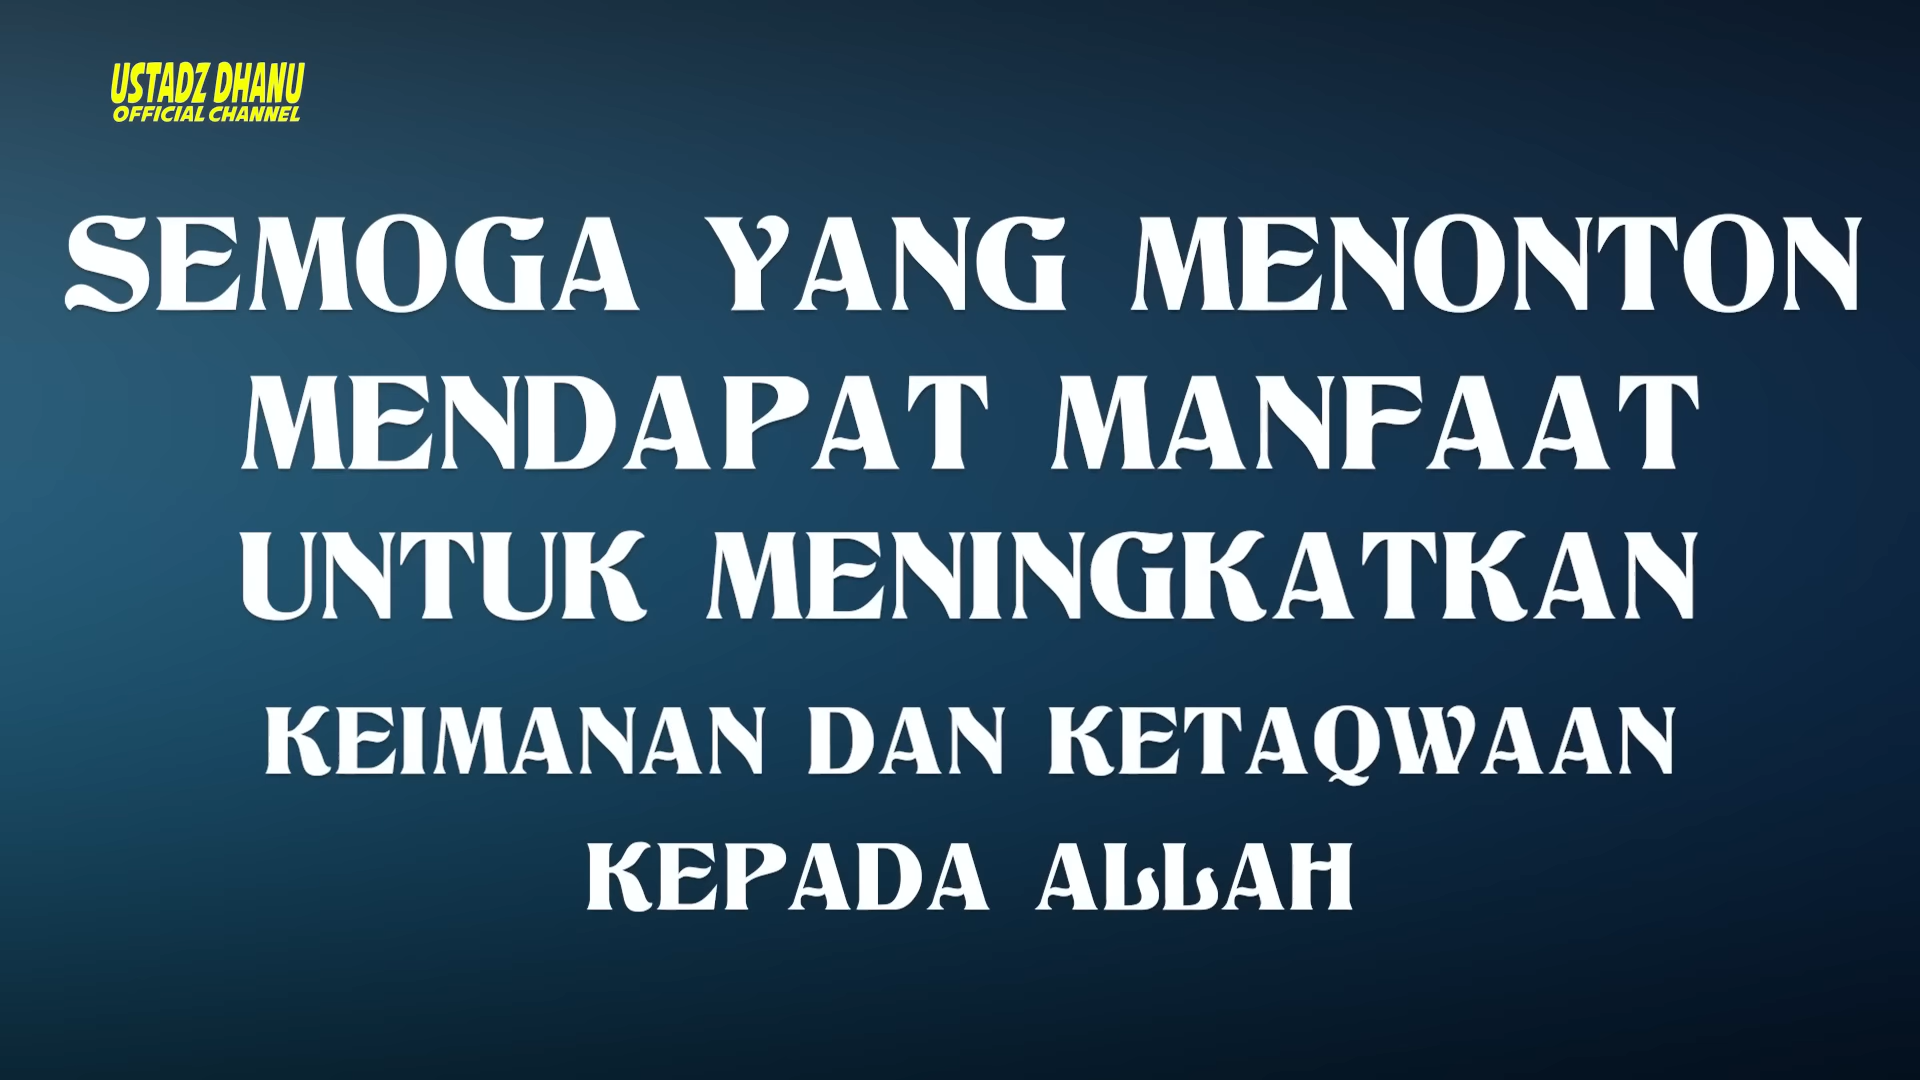 USTADZ DHANU
OFFICIAL CHANNEL
SEMOGA YANG MENONTON
MENDAPAT MANFAAT
UNTUK MENINGKATKAN
KEIMANAN DAN KETAQWAAN
KEPADA ALLAH